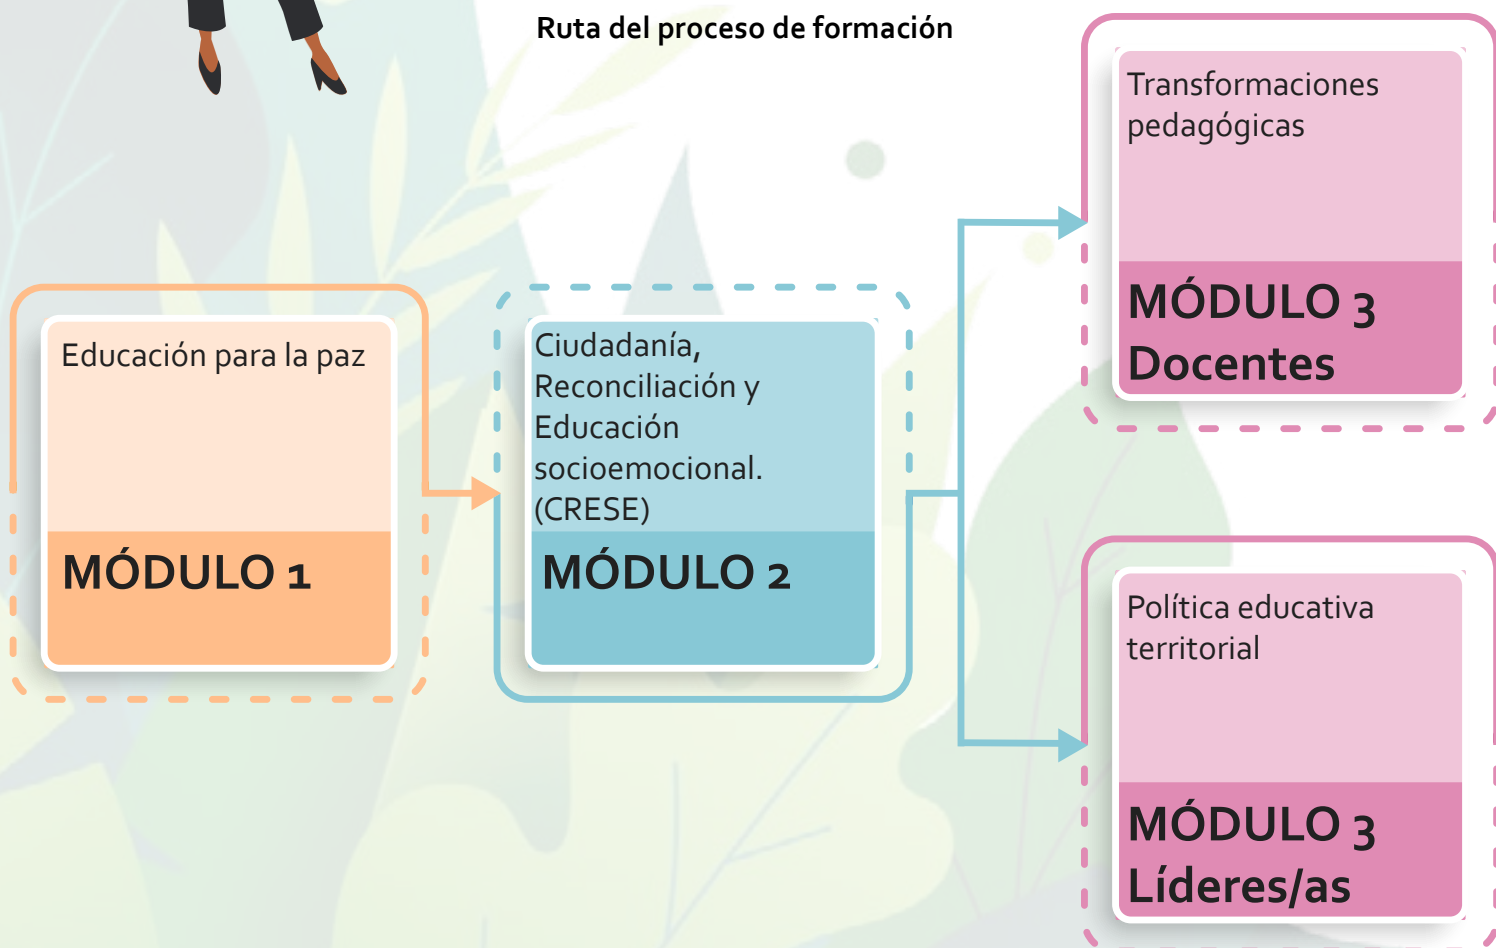 Ruta del proceso de formación
Educación para la paz
MÓDULO 1
Ciudadanía,
Reconciliación y
Educación
socioemocional.
(CRESE)
MÓDULO 2
Transformaciones
pedagógicas
MÓDULO 3
Docentes
Política educativa
territorial
MÓDULO 3
Líderes/as